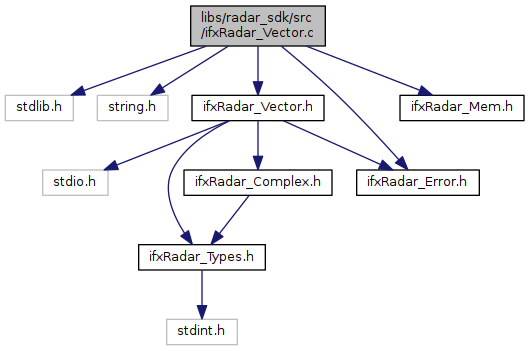 libs/radar_sdk/src
/ifxRadar_Vector.c
stdlib.h
string.h
ifxRadar_Vector.h
ifxRadar_Mem.h
stdio.h
ifxRadar_Complex.h
ifxRadar_Error.h
ifxRadar_Types.h
stdint.h